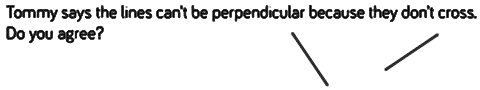 Tommy says the lines can't be perpendicular because they don't cross.
Do you agree?